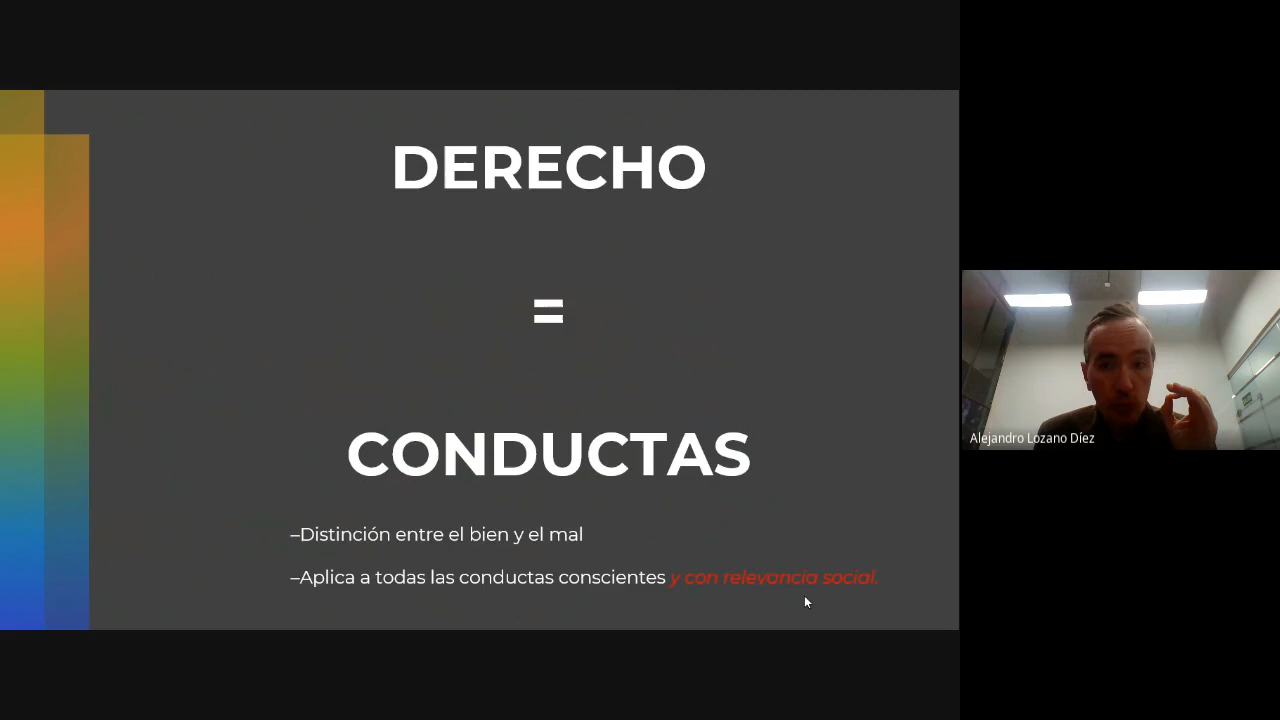 DERECHO
=
CONDUCTAS
–Distinción entre el bien y el mal
–Aplica a todas las conductas conscientes y con relevancia social.
Alejandro Lozano Díez